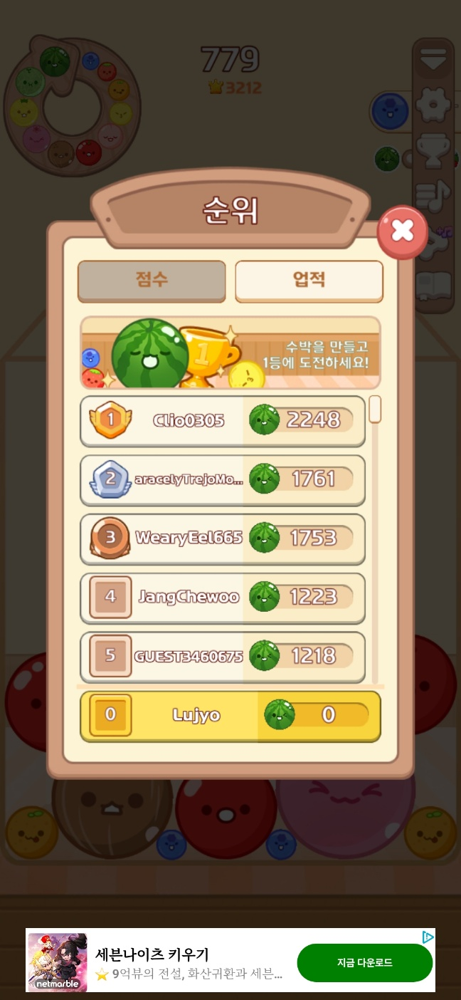 779
3212
순위
점수
업적
수박을 만들고
1등에 도전하세요!
1 Clio0305 2248
2 aracelyTrejoMo... 1761
3 WearyEel665 1753
4 JangChewoo 1223
5 GUEST3460675 1218
0 Lujyo 0
세븐나이츠 키우기
9억뷰의 전설, 화산귀환과 세븐...
지금 다운로드
netmarble